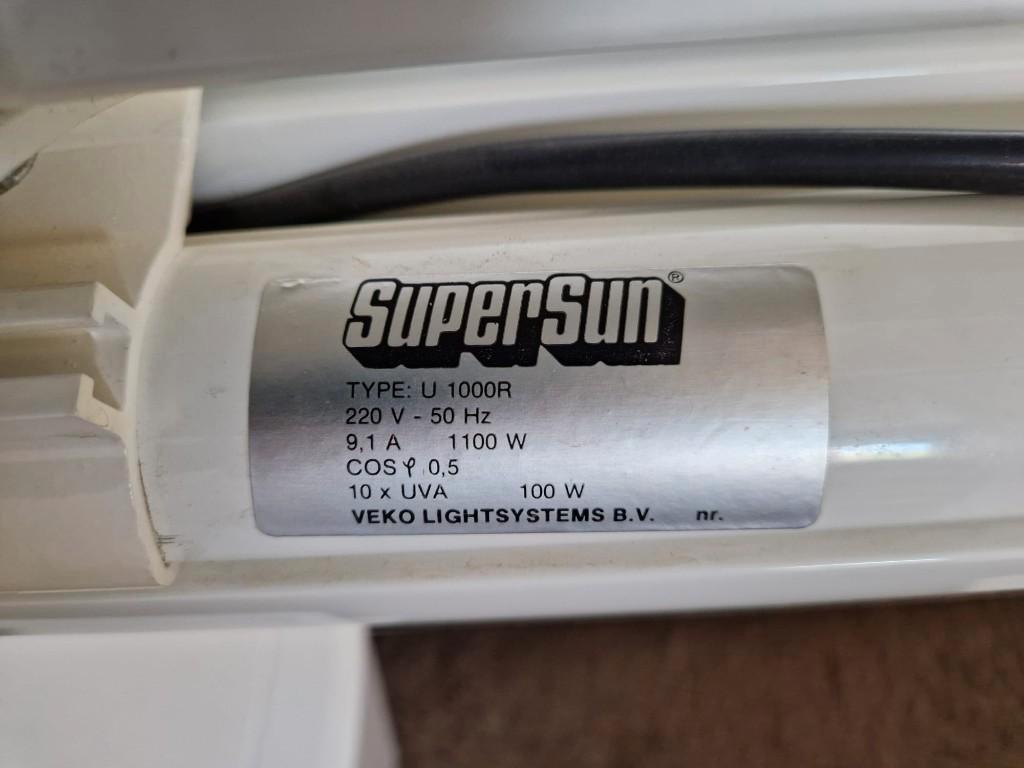 SUPERSUN®
TYPE: U 1000R
220 V - 50 Hz
9,1 A 1100 W
COS φ 0,5
10 x UVA 100 W
VEKO LIGHTSYSTEMS B.V. nr.